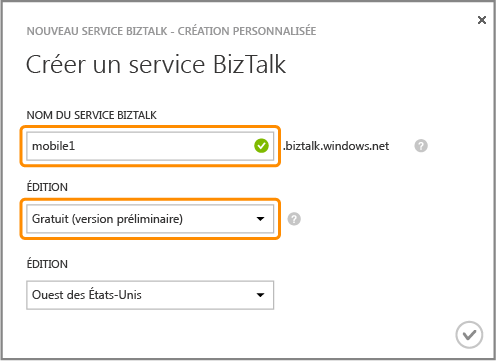 NOUVEAU SERVICE BIZTALK - CRÉATION PERSONNALISÉE
Créer un service BizTalk
NOM DU SERVICE BIZTALK
mobile1 .biztalk.windows.net ?
ÉDITION
Gratuit (version préliminaire) ?
ÉDITION
Ouest des États-Unis